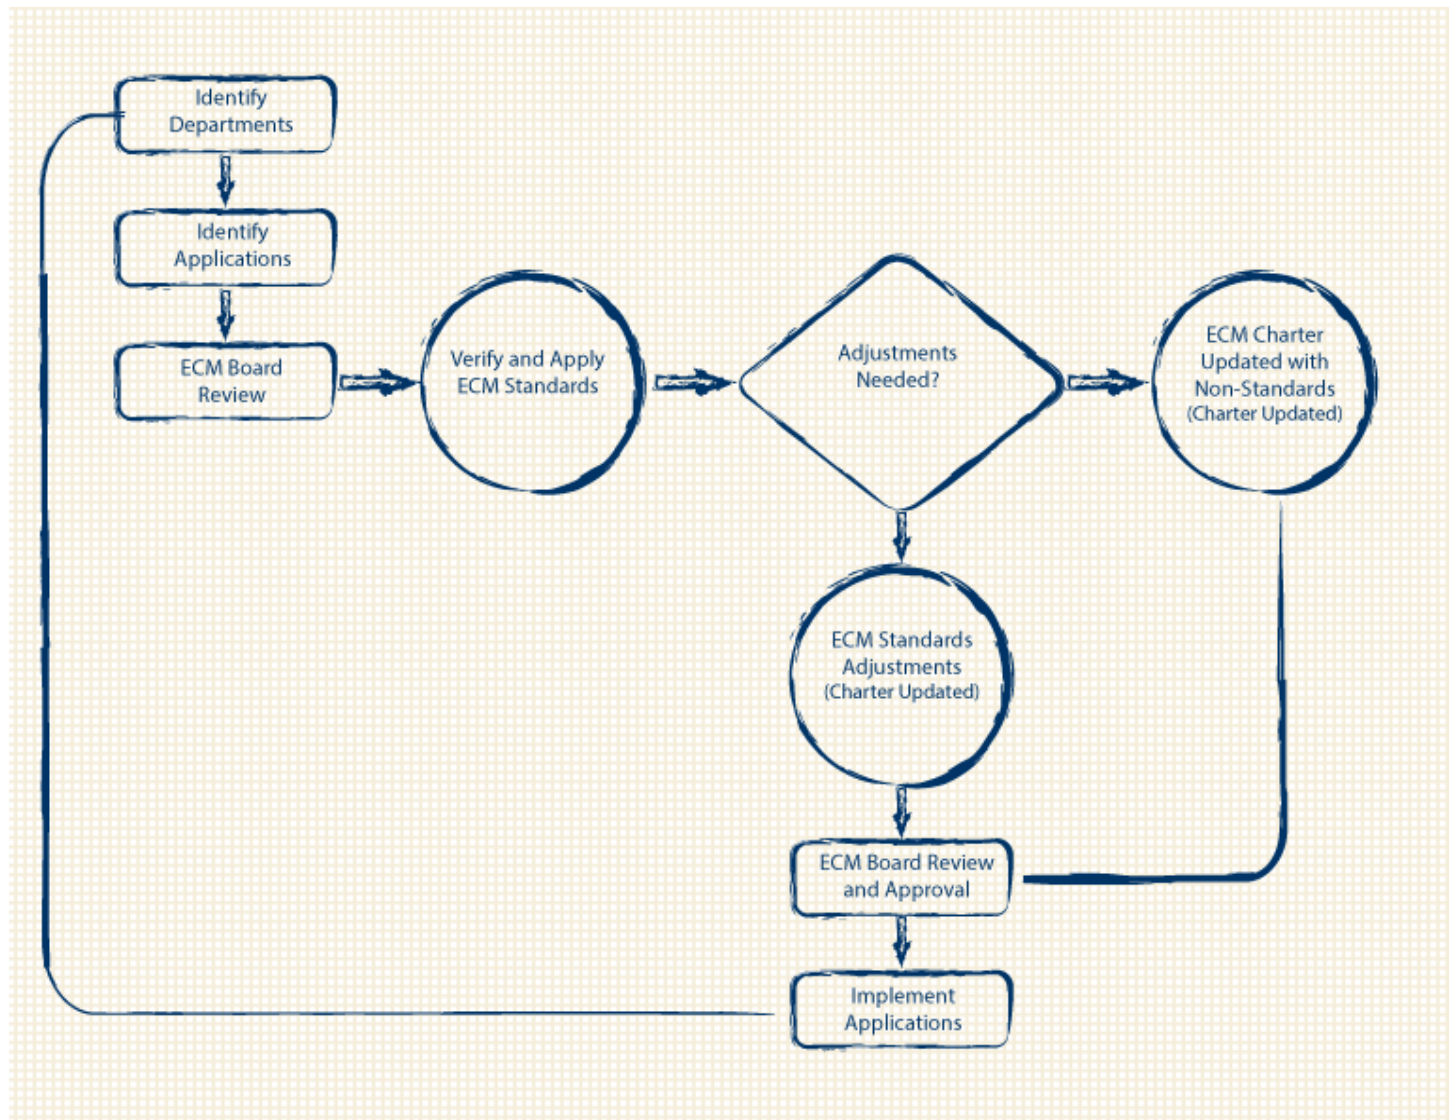 Identify
Departments
Identify
Applications
ECM Board
Review
Verify and Apply
ECM Standards
Adjustments
Needed?
ECM Charter
Updated with
Non-Standards
(Charter Updated)
ECM Standards
Adjustments
(Charter Updated)
ECM Board Review
and Approval
Implement
Applications